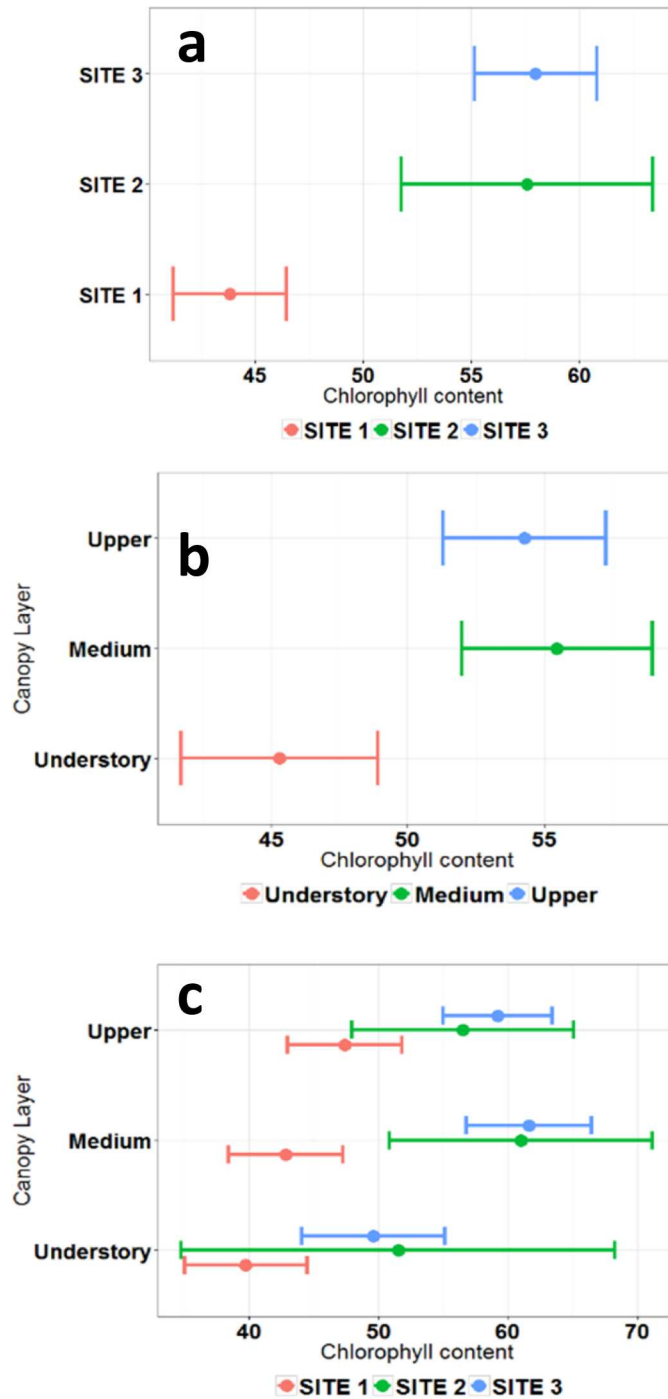 a
SITE 3
SITE 2
SITE 1
45 50 55 60
Chlorophyll content
SITE 1 SITE 2 SITE 3
b
Canopy Layer
Upper
Medium
Understory
45 50 55
Chlorophyll content
Understory Medium Upper
c
Canopy Layer
Upper
Medium
Understory
40 50 60 70
Chlorophyll content
SITE 1 SITE 2 SITE 3